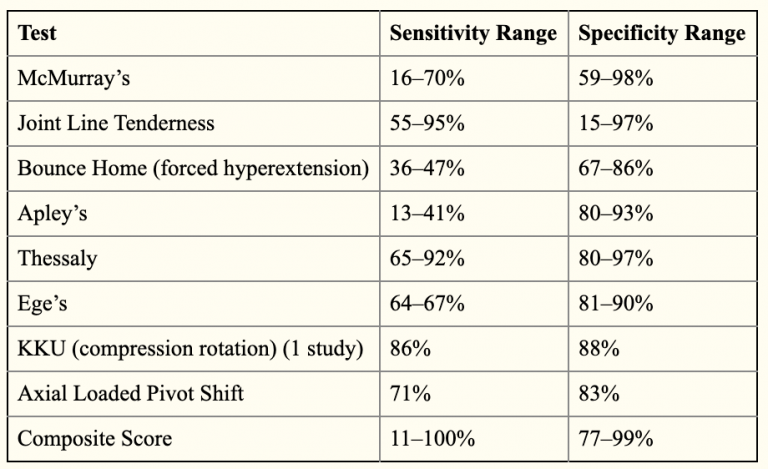 Test Sensitivity Range Specificity Range
McMurray’s 16–70% 59–98%
Joint Line Tenderness 55–95% 15–97%
Bounce Home (forced hyperextension) 36–47% 67–86%
Apley’s 13–41% 80–93%
Thessaly 65–92% 80–97%
Ege’s 64–67% 81–90%
KKU (compression rotation) (1 study) 86% 88%
Axial Loaded Pivot Shift 71% 83%
Composite Score 11–100% 77–99%